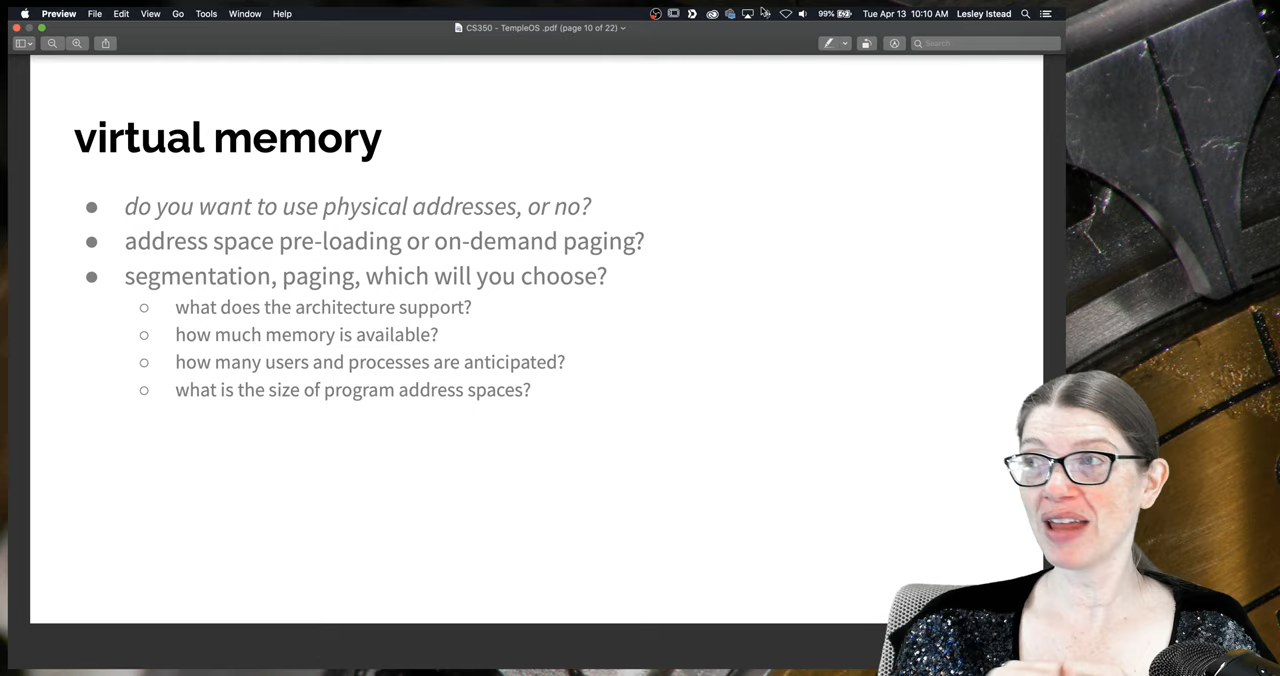 Preview File Edit View Go Tools Window Help 99% Tue Apr 13 10:10 AM Lesley Istead
CS350 - TempleOS .pdf (page 10 of 22)
Search
virtual memory
● do you want to use physical addresses, or no?
● address space pre-loading or on-demand paging?
● segmentation, paging, which will you choose?
○ what does the architecture support?
○ how much memory is available?
○ how many users and processes are anticipated?
○ what is the size of program address spaces?